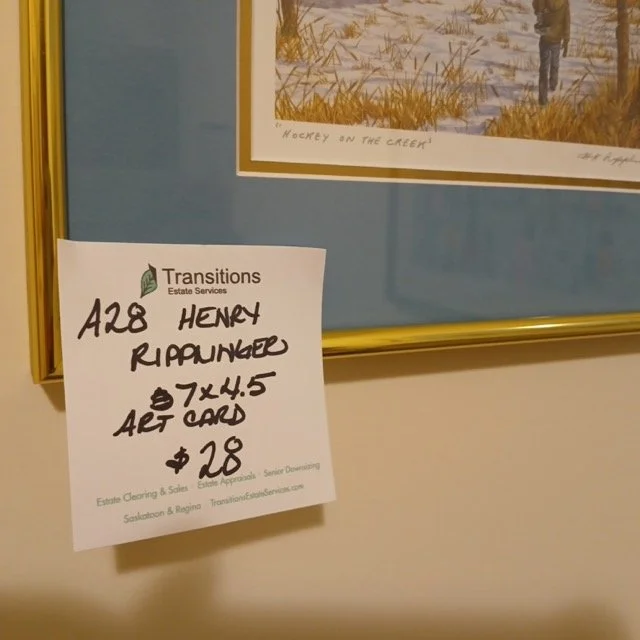 "HOCKEY ON THE CREEK"
Transitions
Estate Services
A28 HENRY
RIPPLINGER
7x4.5
ART CARD
$28
Estate Clearing & Sales · Estate Appraisals · Senior Downsizing
Saskatoon & Regina TransitionsEstateServices.com